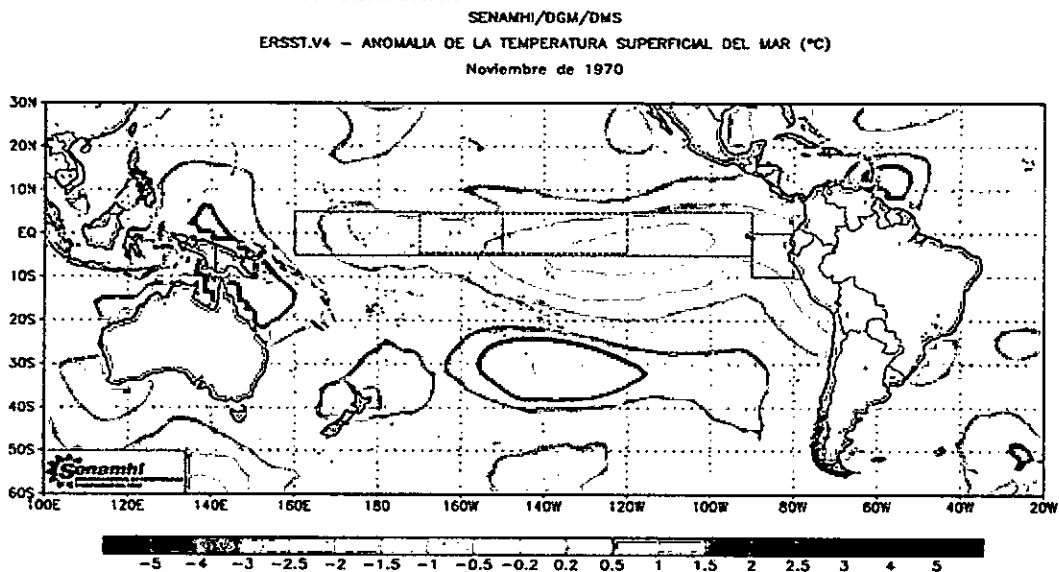 SENAMHI/DGM/DMS
ERSST.V4 – ANOMALIA DE LA TEMPERATURA SUPERFICIAL DEL MAR (°C)
Noviembre de 1970
30N
20N
10N
EQ
10S
20S
30S
40S
50S
60S
Senamhi
100E 120E 140E 160E 180 160W 140W 120W 100W 80W 60W 40W 20W
-5 -4 -3 -2.5 -2 -1.5 -1 -0.5 -0.2 0.2 0.5 1 1.5 2 2.5 3 4 5